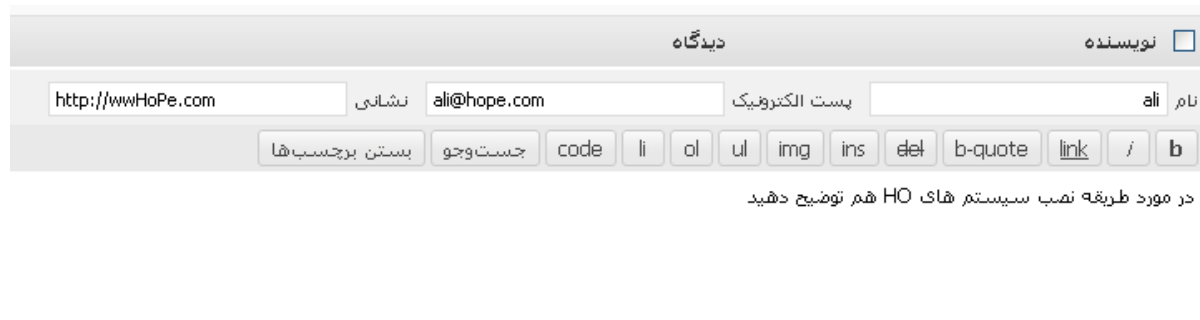 نویسنده دیدگاه
نام ali پست الکترونیک ali@hope.com نشانی http://wwHoPe.com
b i link b-quote del ins img ul ol li code جست‌وجو بستن برچسب‌ها
در مورد طریقه نصب سیستم های HO هم توضیح دهید